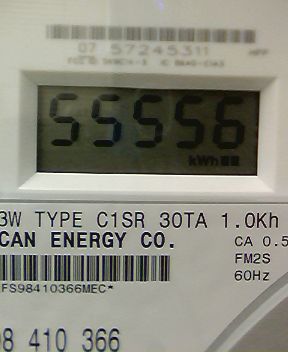 07 57245311
55556
kWh
3W TYPE C1SR 30TA 1.0Kh
CAN ENERGY CO.
CA 0.5
FM2S
60Hz
FS98410366MEC*
98 410 366